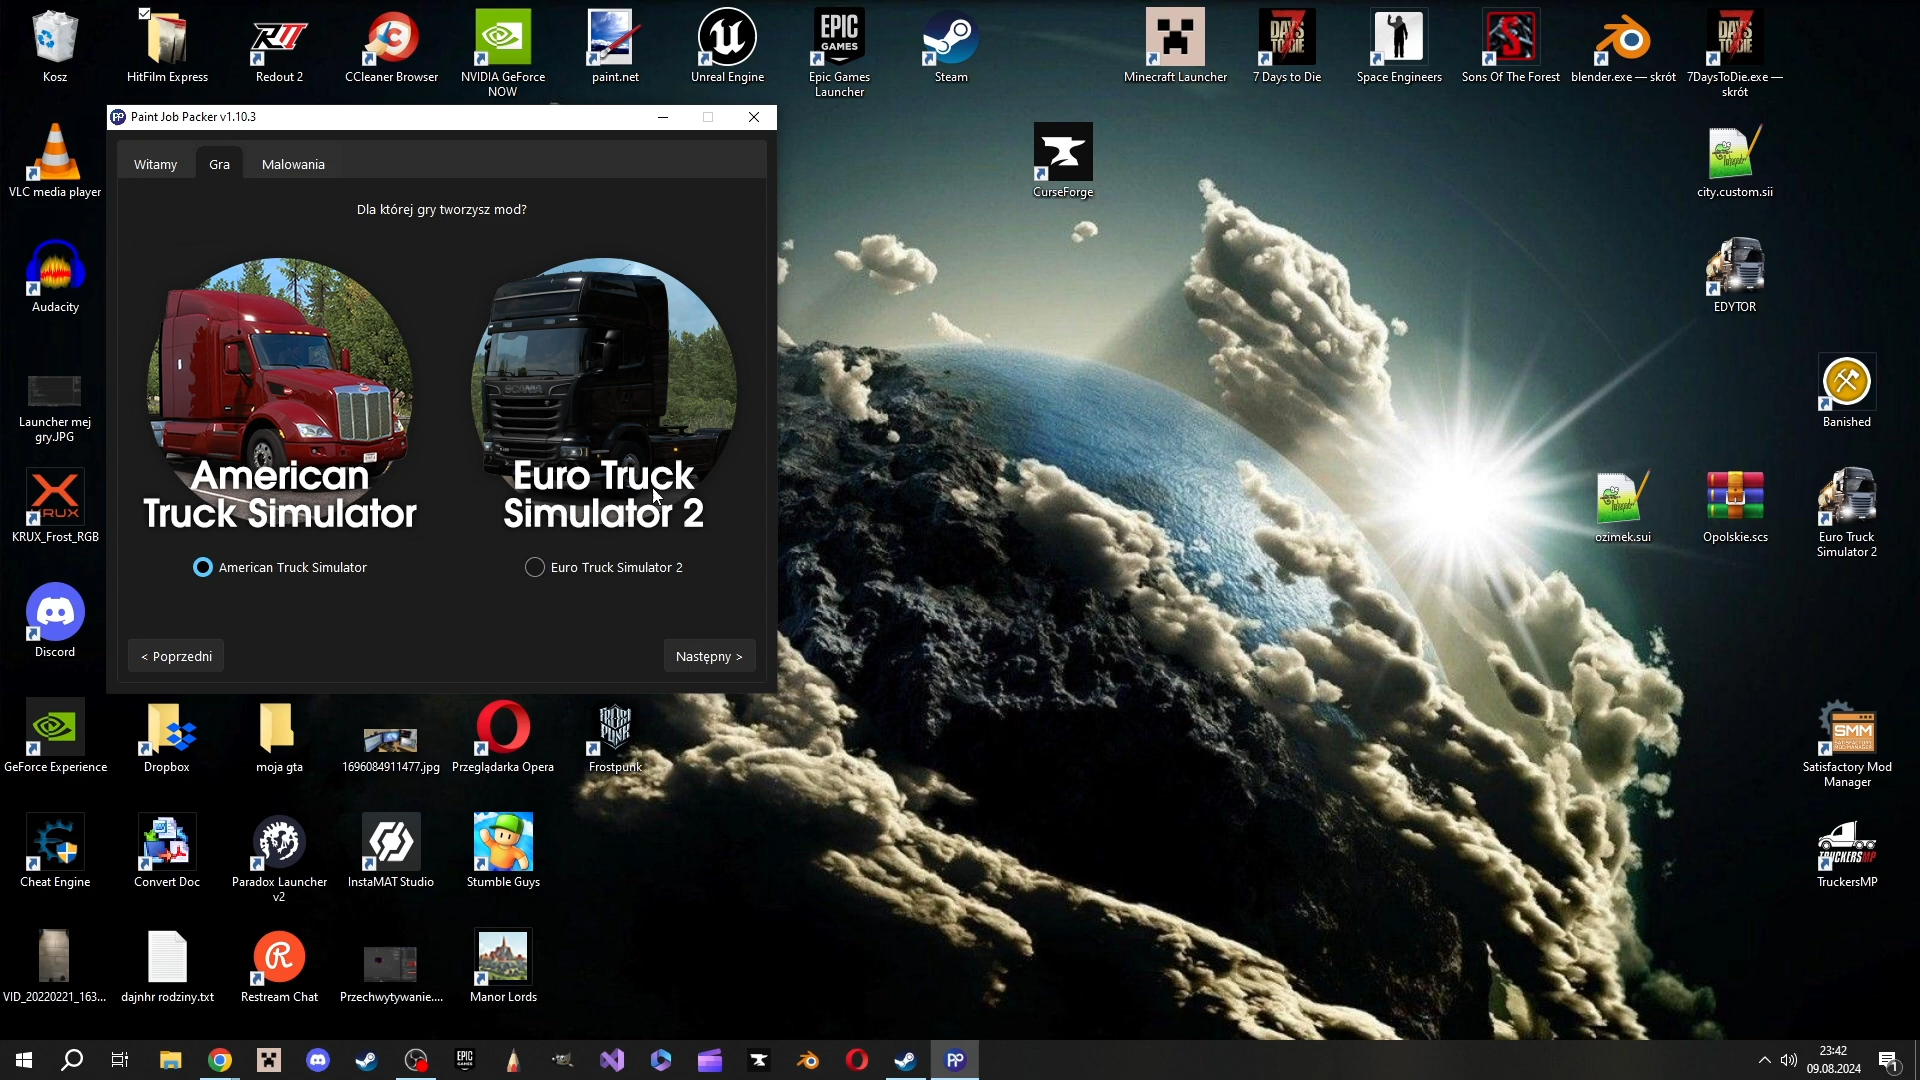 Kosz
HitFilm Express
Redout 2
CCleaner Browser
NVIDIA GeForce
NOW
paint.net
Unreal Engine
EPIC
GAMES
Epic Games
Launcher
Steam
Minecraft Launcher
7 Days to Die
Space Engineers
Sons Of The Forest
blender.exe — skrót
7DaysToDie.exe —
skrót
Paint Job Packer v1.10.3
Witamy
Gra
Malowania
Dla której gry tworzysz mod?
American
Truck Simulator
Euro Truck
Simulator 2
American Truck Simulator
Euro Truck Simulator 2
< Poprzedni
Następny >
VLC media player
CurseForge
city.custom.sii
Audacity
EDYTOR
Launcher mej
gry.JPG
Banished
KRUX_Frost_RGB
ozimek.sui
Opolskie.scs
Euro Truck
Simulator 2
Discord
GeForce Experience
Dropbox
moja gta
1696084911477.jpg
Przeglądarka Opera
Frostpunk
SMM
Satisfactory Mod
Manager
Cheat Engine
Convert Doc
Paradox Launcher
v2
InstaMAT Studio
Stumble Guys
TRUCKERSMP
TruckersMP
VID_20220221_163...
dajnhr rodziny.txt
Restream Chat
Przechwytywanie....
Manor Lords
23:42
09.08.2024
1